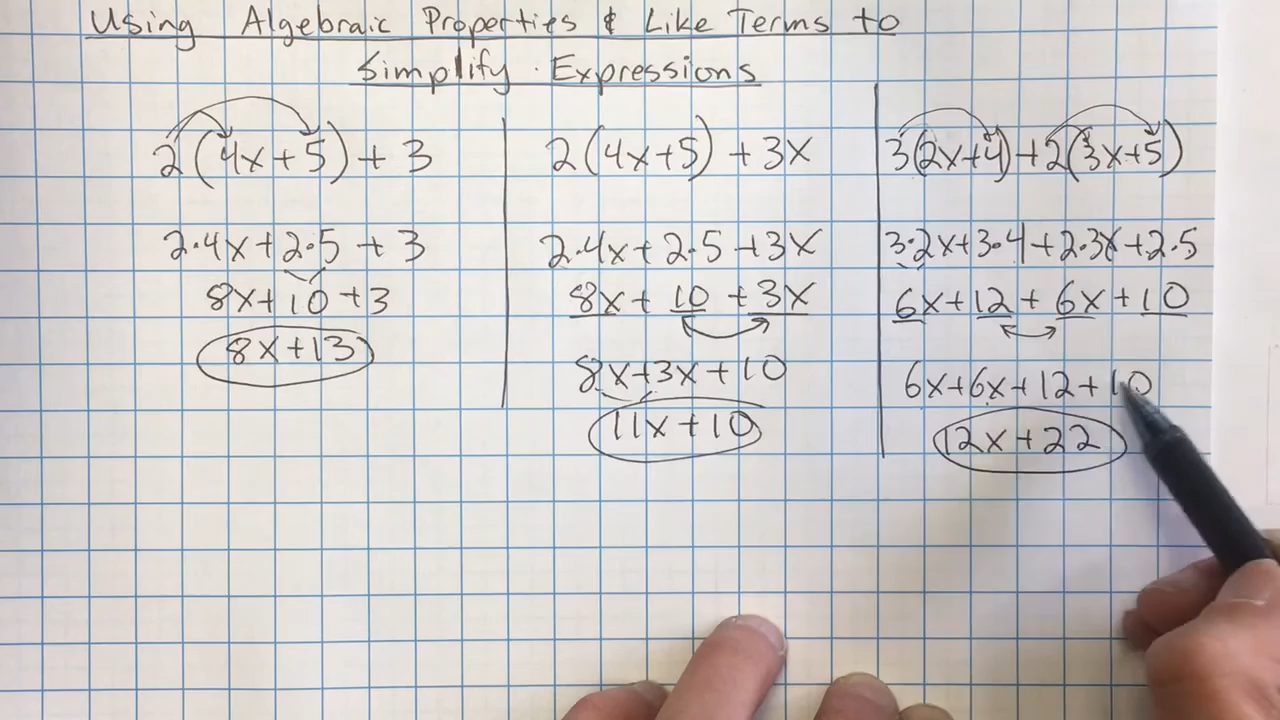 Using Algebraic Properties & Like Terms to
Simplify Expressions
2(4x+5)+3
2·4x+2·5+3
8x+10+3
8x+13
2(4x+5)+3x
2·4x+2·5+3x
8x+10+3x
8x+3x+10
11x+10
3(2x+4)+2(3x+5)
3·2x+3·4+2·3x+2·5
6x+12+6x+10
6x+6x+12+10
12x+22